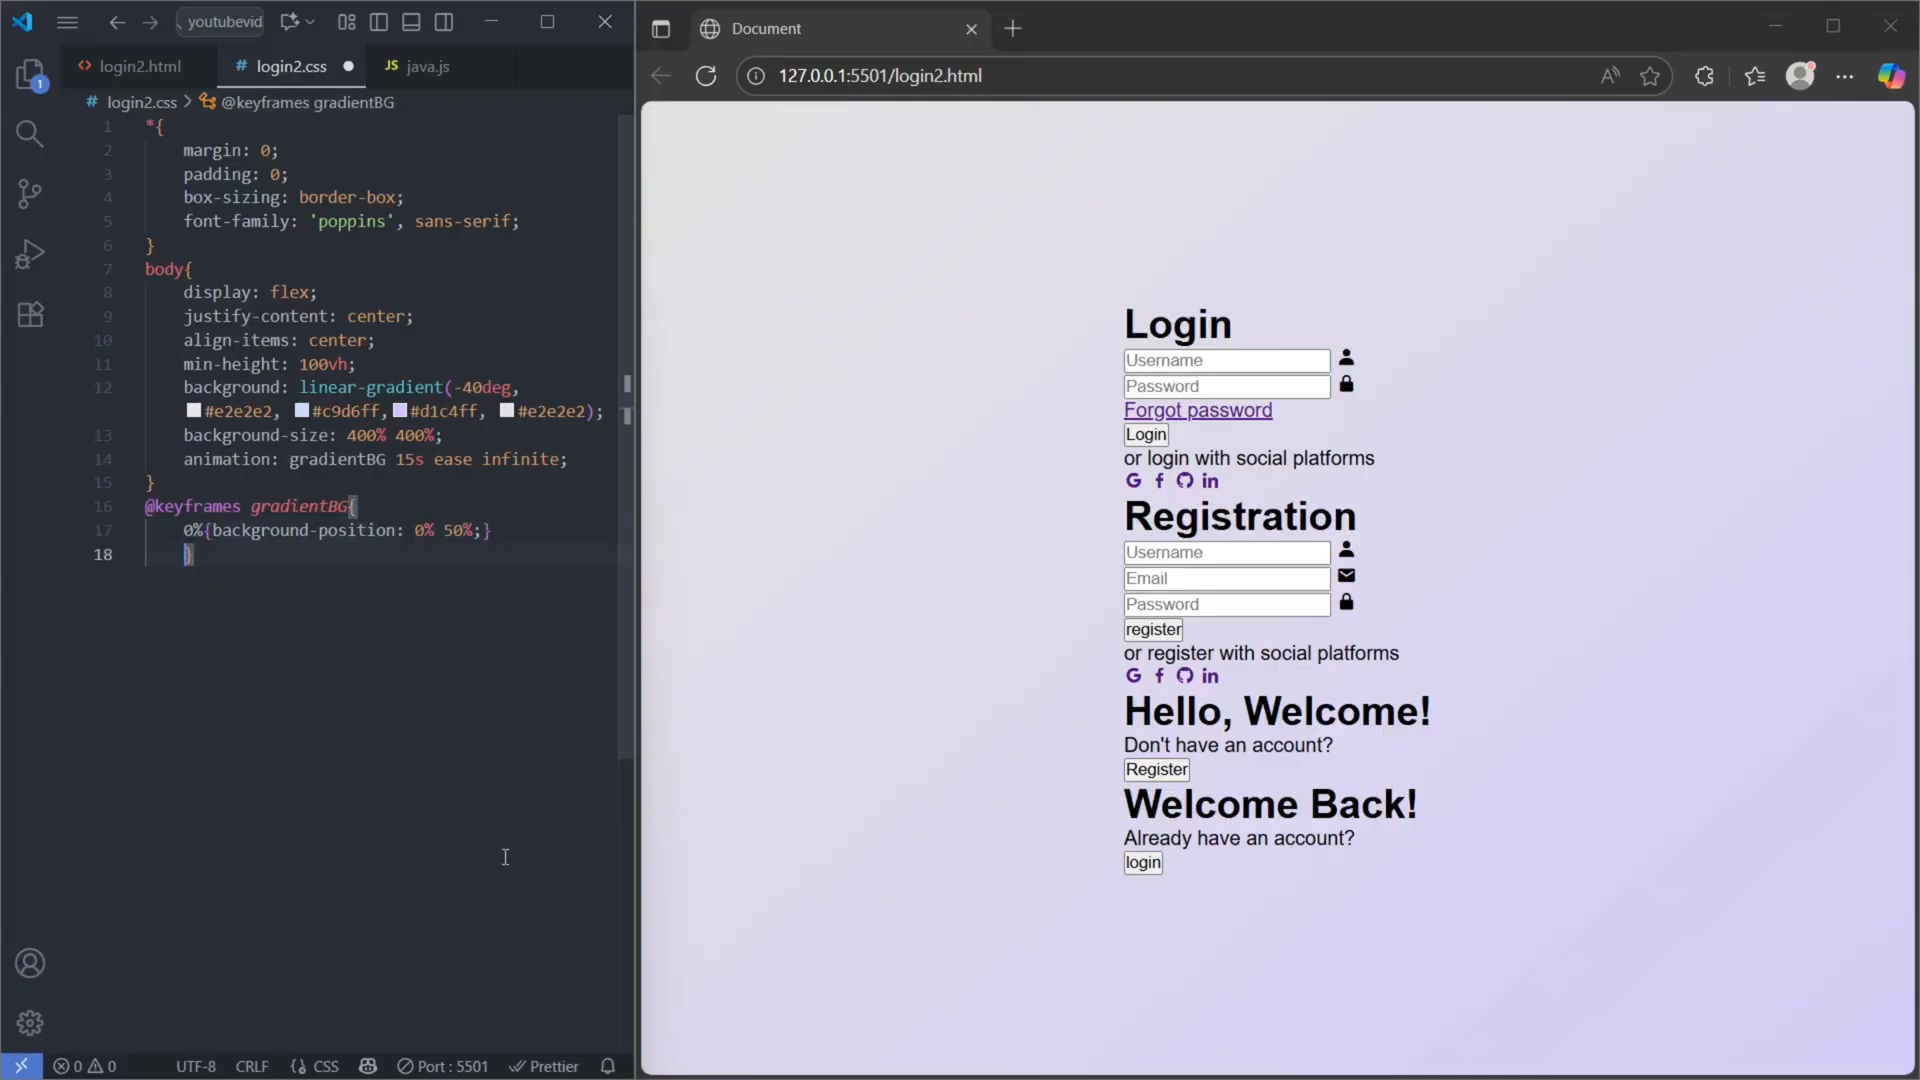 youtubevid
login2.html
# login2.css
JS java.js
1
# login2.css > @keyframes gradientBG
1 *{
2 margin: 0;
3 padding: 0;
4 box-sizing: border-box;
5 font-family: 'poppins', sans-serif;
6 }
7 body{
8 display: flex;
9 justify-content: center;
10 align-items: center;
11 min-height: 100vh;
12 background: linear-gradient(-40deg,
#e2e2e2, #c9d6ff, #d1c4ff, #e2e2e2);
13 background-size: 400% 400%;
14 animation: gradientBG 15s ease infinite;
15 }
16 @keyframes gradientBG{
17 0%{background-position: 0% 50%;}
18 }
0 0 UTF-8 CRLF {} CSS Port : 5501 Prettier
Document
127.0.0.1:5501/login2.html
Login
Username
Password
Forgot password
Login
or login with social platforms
G f in
Registration
Username
Email
Password
register
or register with social platforms
G f in
Hello, Welcome!
Don't have an account?
Register
Welcome Back!
Already have an account?
login